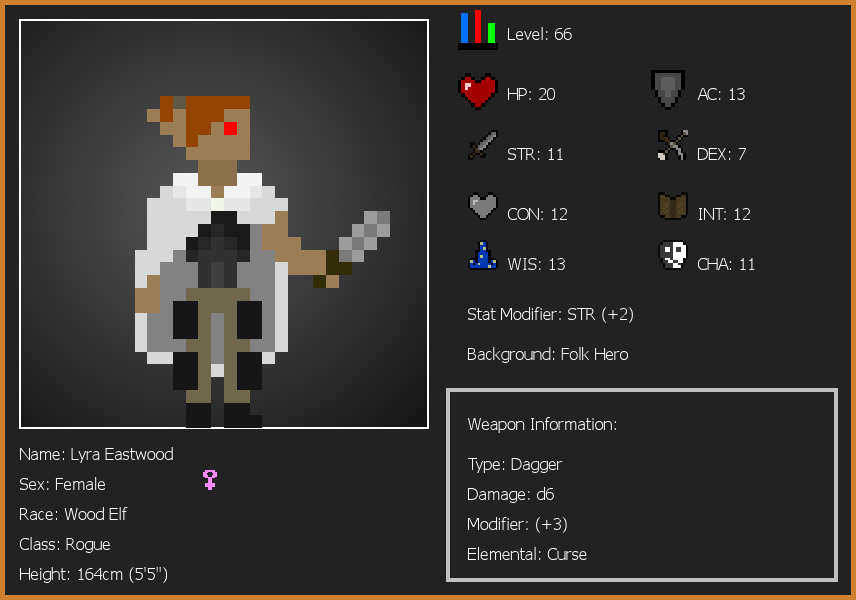 Level: 66
HP: 20
AC: 13
STR: 11
DEX: 7
CON: 12
INT: 12
WIS: 13
CHA: 11
Stat Modifier: STR (+2)
Background: Folk Hero
Weapon Information:
Type: Dagger
Damage: d6
Modifier: (+3)
Elemental: Curse
Name: Lyra Eastwood
Sex: Female
Race: Wood Elf
Class: Rogue
Height: 164cm (5'5")